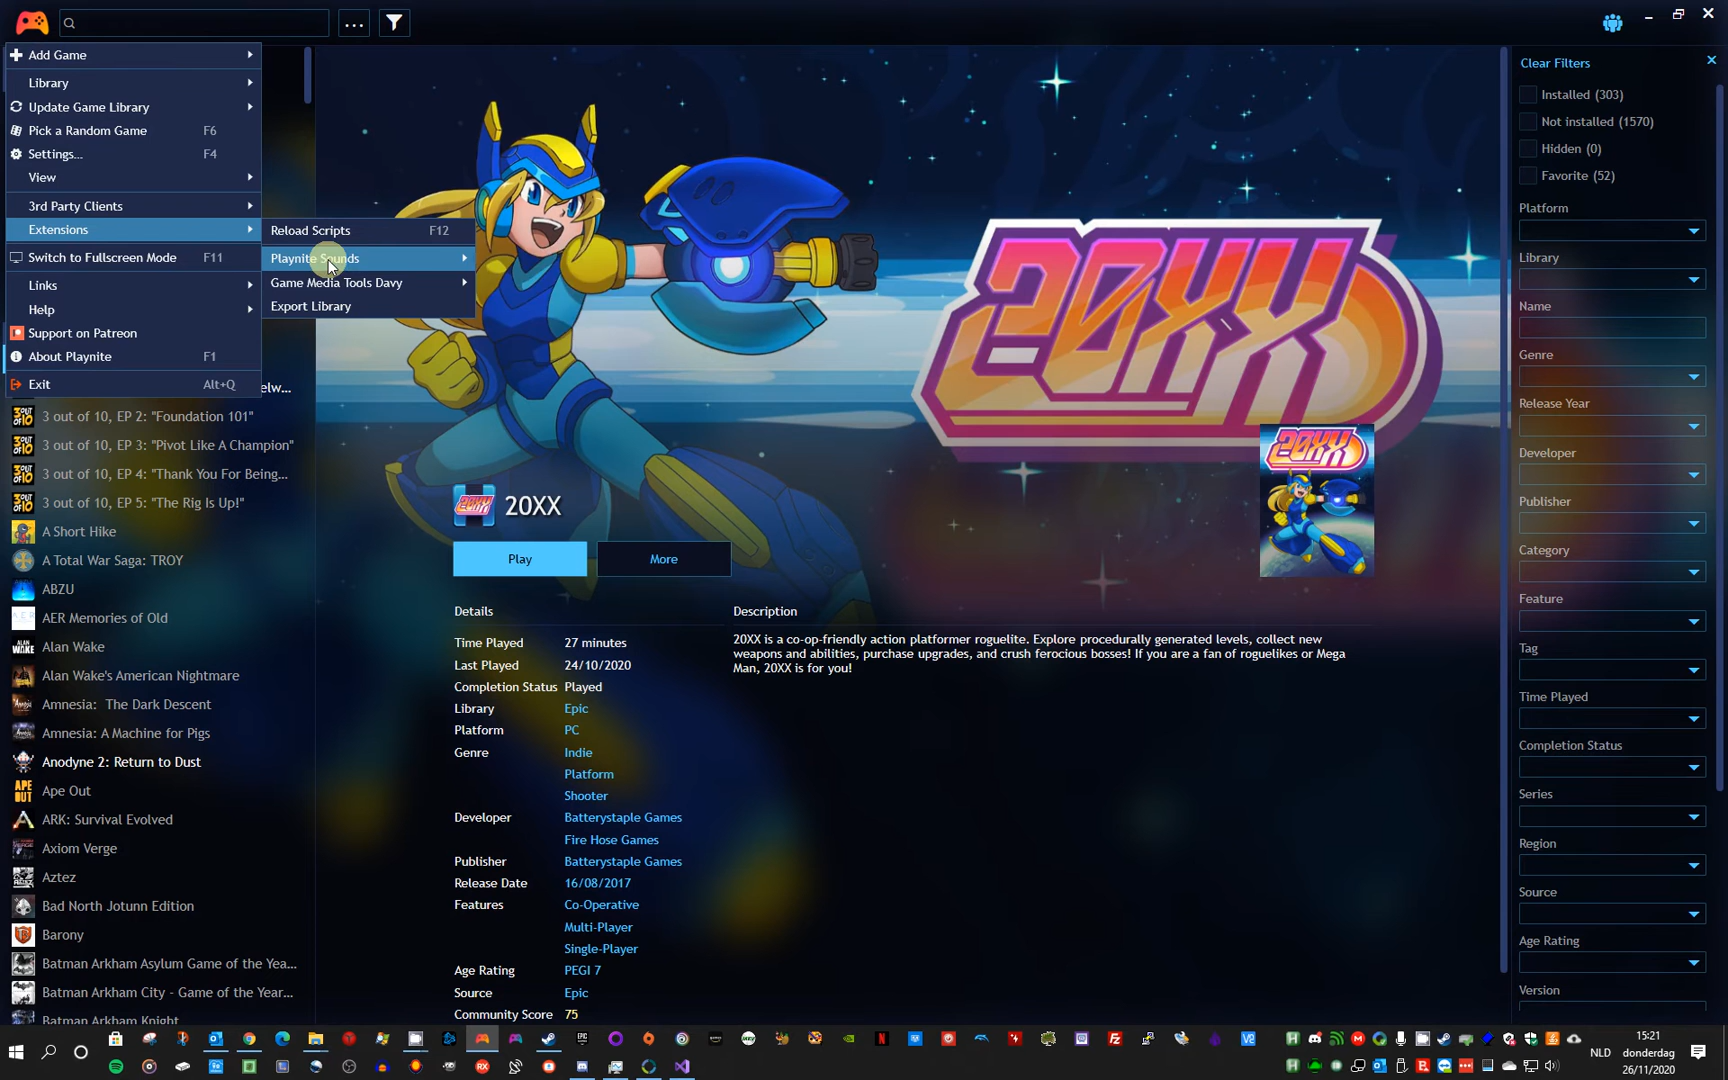 ...
Add Game
Library
Update Game Library
Pick a Random Game F6
Settings... F4
View
3rd Party Clients
Extensions
Switch to Fullscreen Mode F11
Links
Help
Support on Patreon
About Playnite F1
Exit Alt+Q
Reload Scripts F12
Playnite Sounds
Game Media Tools Davy
Export Library
elw...
3 out of 10, EP 2: "Foundation 101"
3 out of 10, EP 3: "Pivot Like A Champion"
3 out of 10, EP 4: "Thank You For Being...
3 out of 10, EP 5: "The Rig Is Up!"
A Short Hike
A Total War Saga: TROY
ABZU
AER Memories of Old
Alan Wake
Alan Wake's American Nightmare
Amnesia: The Dark Descent
Amnesia: A Machine for Pigs
Anodyne 2: Return to Dust
Ape Out
ARK: Survival Evolved
Axiom Verge
Aztez
Bad North Jotunn Edition
Barony
Batman Arkham Asylum Game of the Yea...
Batman Arkham City - Game of the Year...
Batman Arkham Knight
20XX
20XX
20XX
Play More
Details
Time Played 27 minutes
Last Played 24/10/2020
Completion Status Played
Library Epic
Platform PC
Genre Indie
Platform
Shooter
Developer Batterystaple Games
Fire Hose Games
Publisher Batterystaple Games
Release Date 16/08/2017
Features Co-Operative
Multi-Player
Single-Player
Age Rating PEGI 7
Source Epic
Community Score 75
Description
20XX is a co-op-friendly action platformer roguelite. Explore procedurally generated levels, collect new
weapons and abilities, purchase upgrades, and crush ferocious bosses! If you are a fan of roguelikes or Mega
Man, 20XX is for you!
Clear Filters
Installed (303)
Not installed (1570)
Hidden (0)
Favorite (52)
Platform
Library
Name
Genre
Release Year
Developer
Publisher
Category
Feature
Tag
Time Played
Completion Status
Series
Region
Source
Age Rating
Version
NLD
15:21
donderdag
26/11/2020